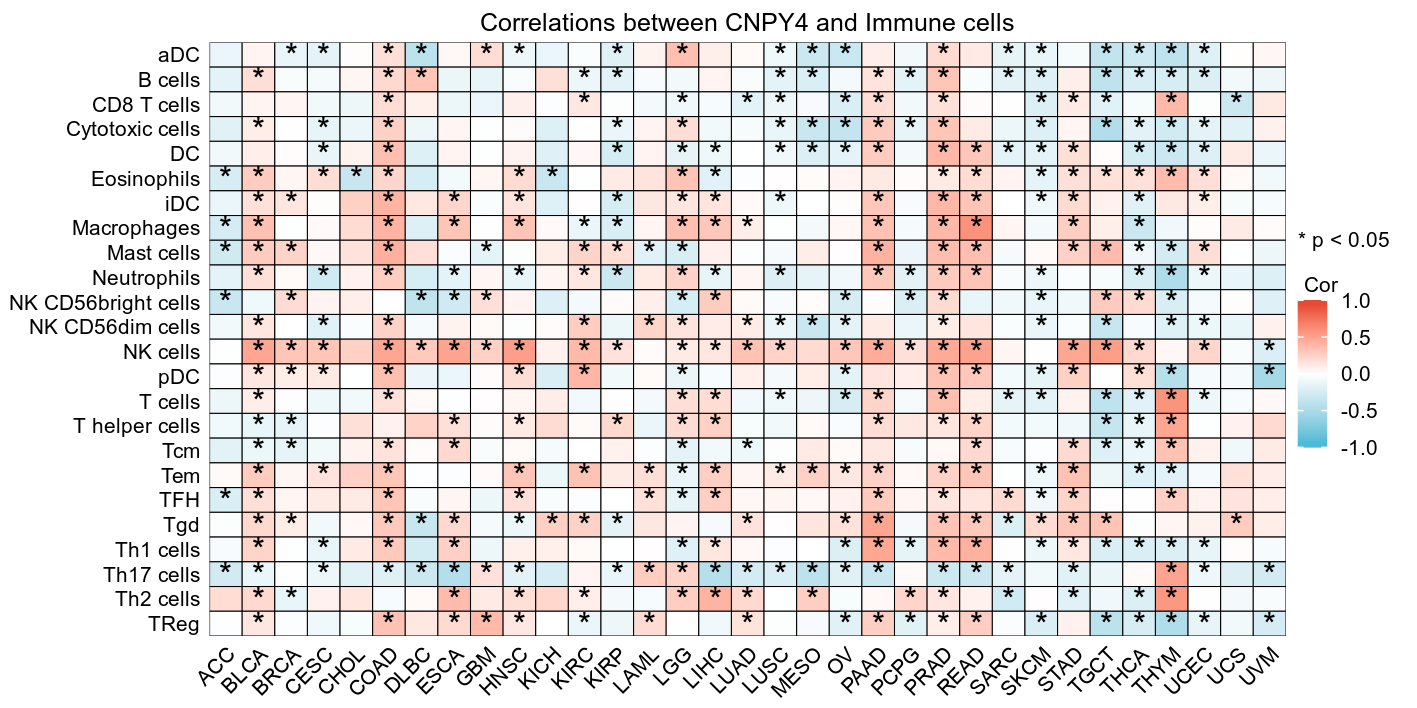 Correlations between CNPY4 and Immune cells
aDC
B cells
CD8 T cells
Cytotoxic cells
DC
Eosinophils
iDC
Macrophages
Mast cells
Neutrophils
NK CD56bright cells
NK CD56dim cells
NK cells
pDC
T cells
T helper cells
Tcm
Tem
TFH
Tgd
Th1 cells
Th17 cells
Th2 cells
TReg
ACC
BLCA
BRCA
CESC
CHOL
COAD
DLBC
ESCA
GBM
HNSC
KICH
KIRC
KIRP
LAML
LGG
LIHC
LUAD
LUSC
MESO
OV
PAAD
PCPG
PRAD
READ
SARC
SKCM
STAD
TGCT
THCA
THYM
UCEC
UCS
UVM
* p < 0.05
Cor
1.0
0.5
0.0
-0.5
-1.0